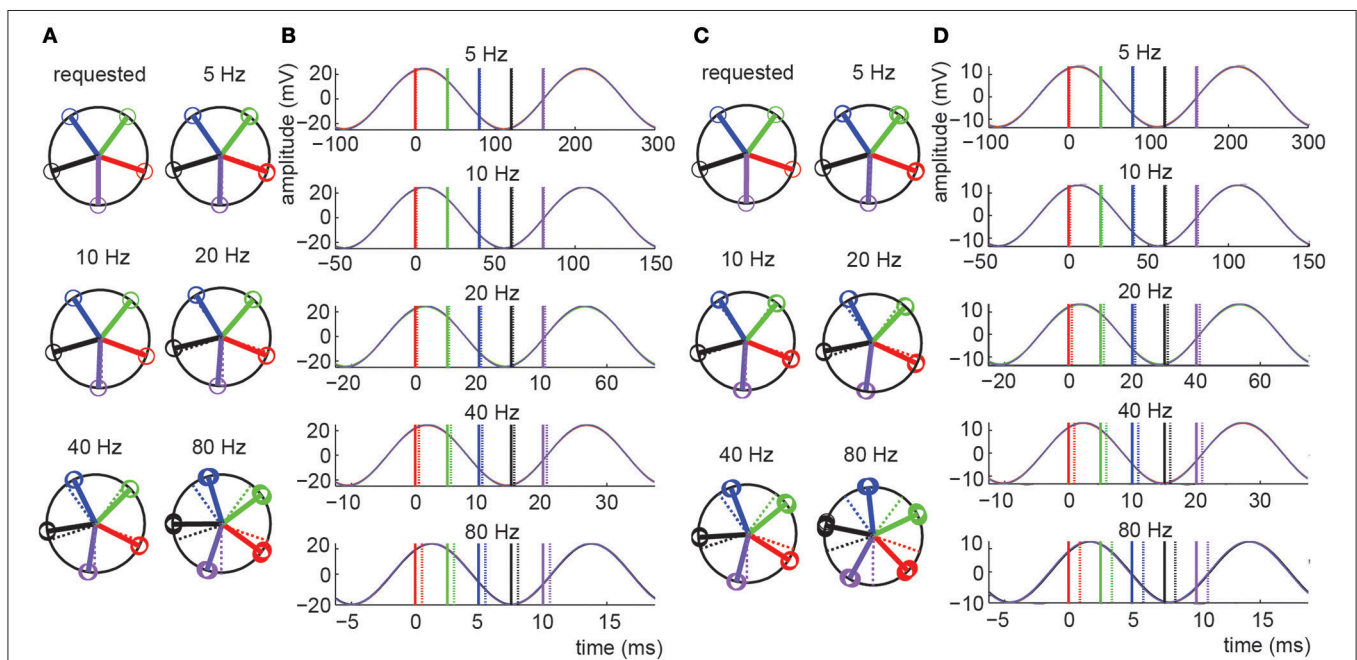 A
requested
5 Hz
10 Hz
20 Hz
40 Hz
80 Hz
B
amplitude (mV)
5 Hz
20
0
−20
−100 0 100 200 300
10 Hz
20
0
−20
−50 0 50 100 150
20 Hz
20
0
−20
−20 0 20 10 60
40 Hz
20
0
−20
−10 0 10 20 30
80 Hz
20
0
−20
−5 0 5 10 15
time (ms)
C
requested
5 Hz
10 Hz
20 Hz
40 Hz
80 Hz
D
amplitude (mV)
5 Hz
10
0
−10
−100 0 100 200 300
10 Hz
10
0
−10
−50 0 50 100 150
20 Hz
10
0
−10
−20 0 20 40 60
40 Hz
10
0
−10
−10 0 10 20 30
80 Hz
10
0
−10
−5 0 5 10 15
time (ms)